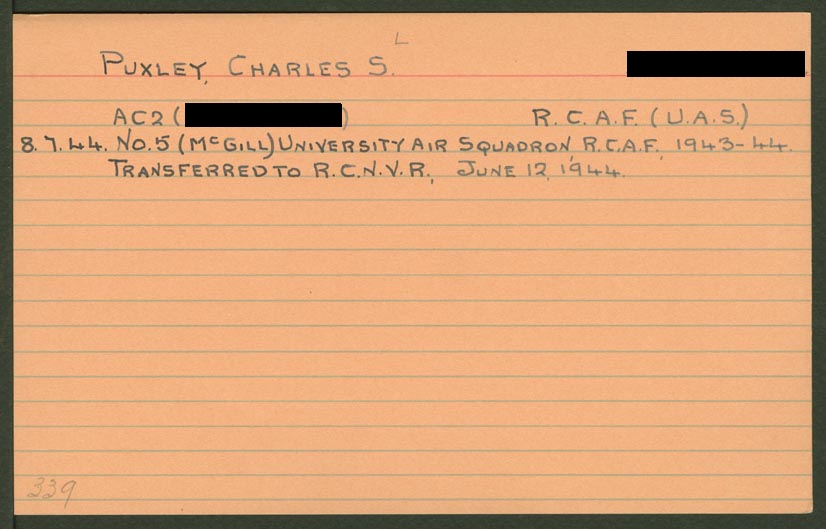 L
PUXLEY, CHARLES S.
AC2 ( ) R.C.A.F. (U.A.S.)
8.7.44. NO.5 (MCGILL) UNIVERSITY AIR SQUADRON, R.C.A.F., 1943-44.
TRANSFERRED TO R.C.N.V.R., JUNE 12, 1944.
339